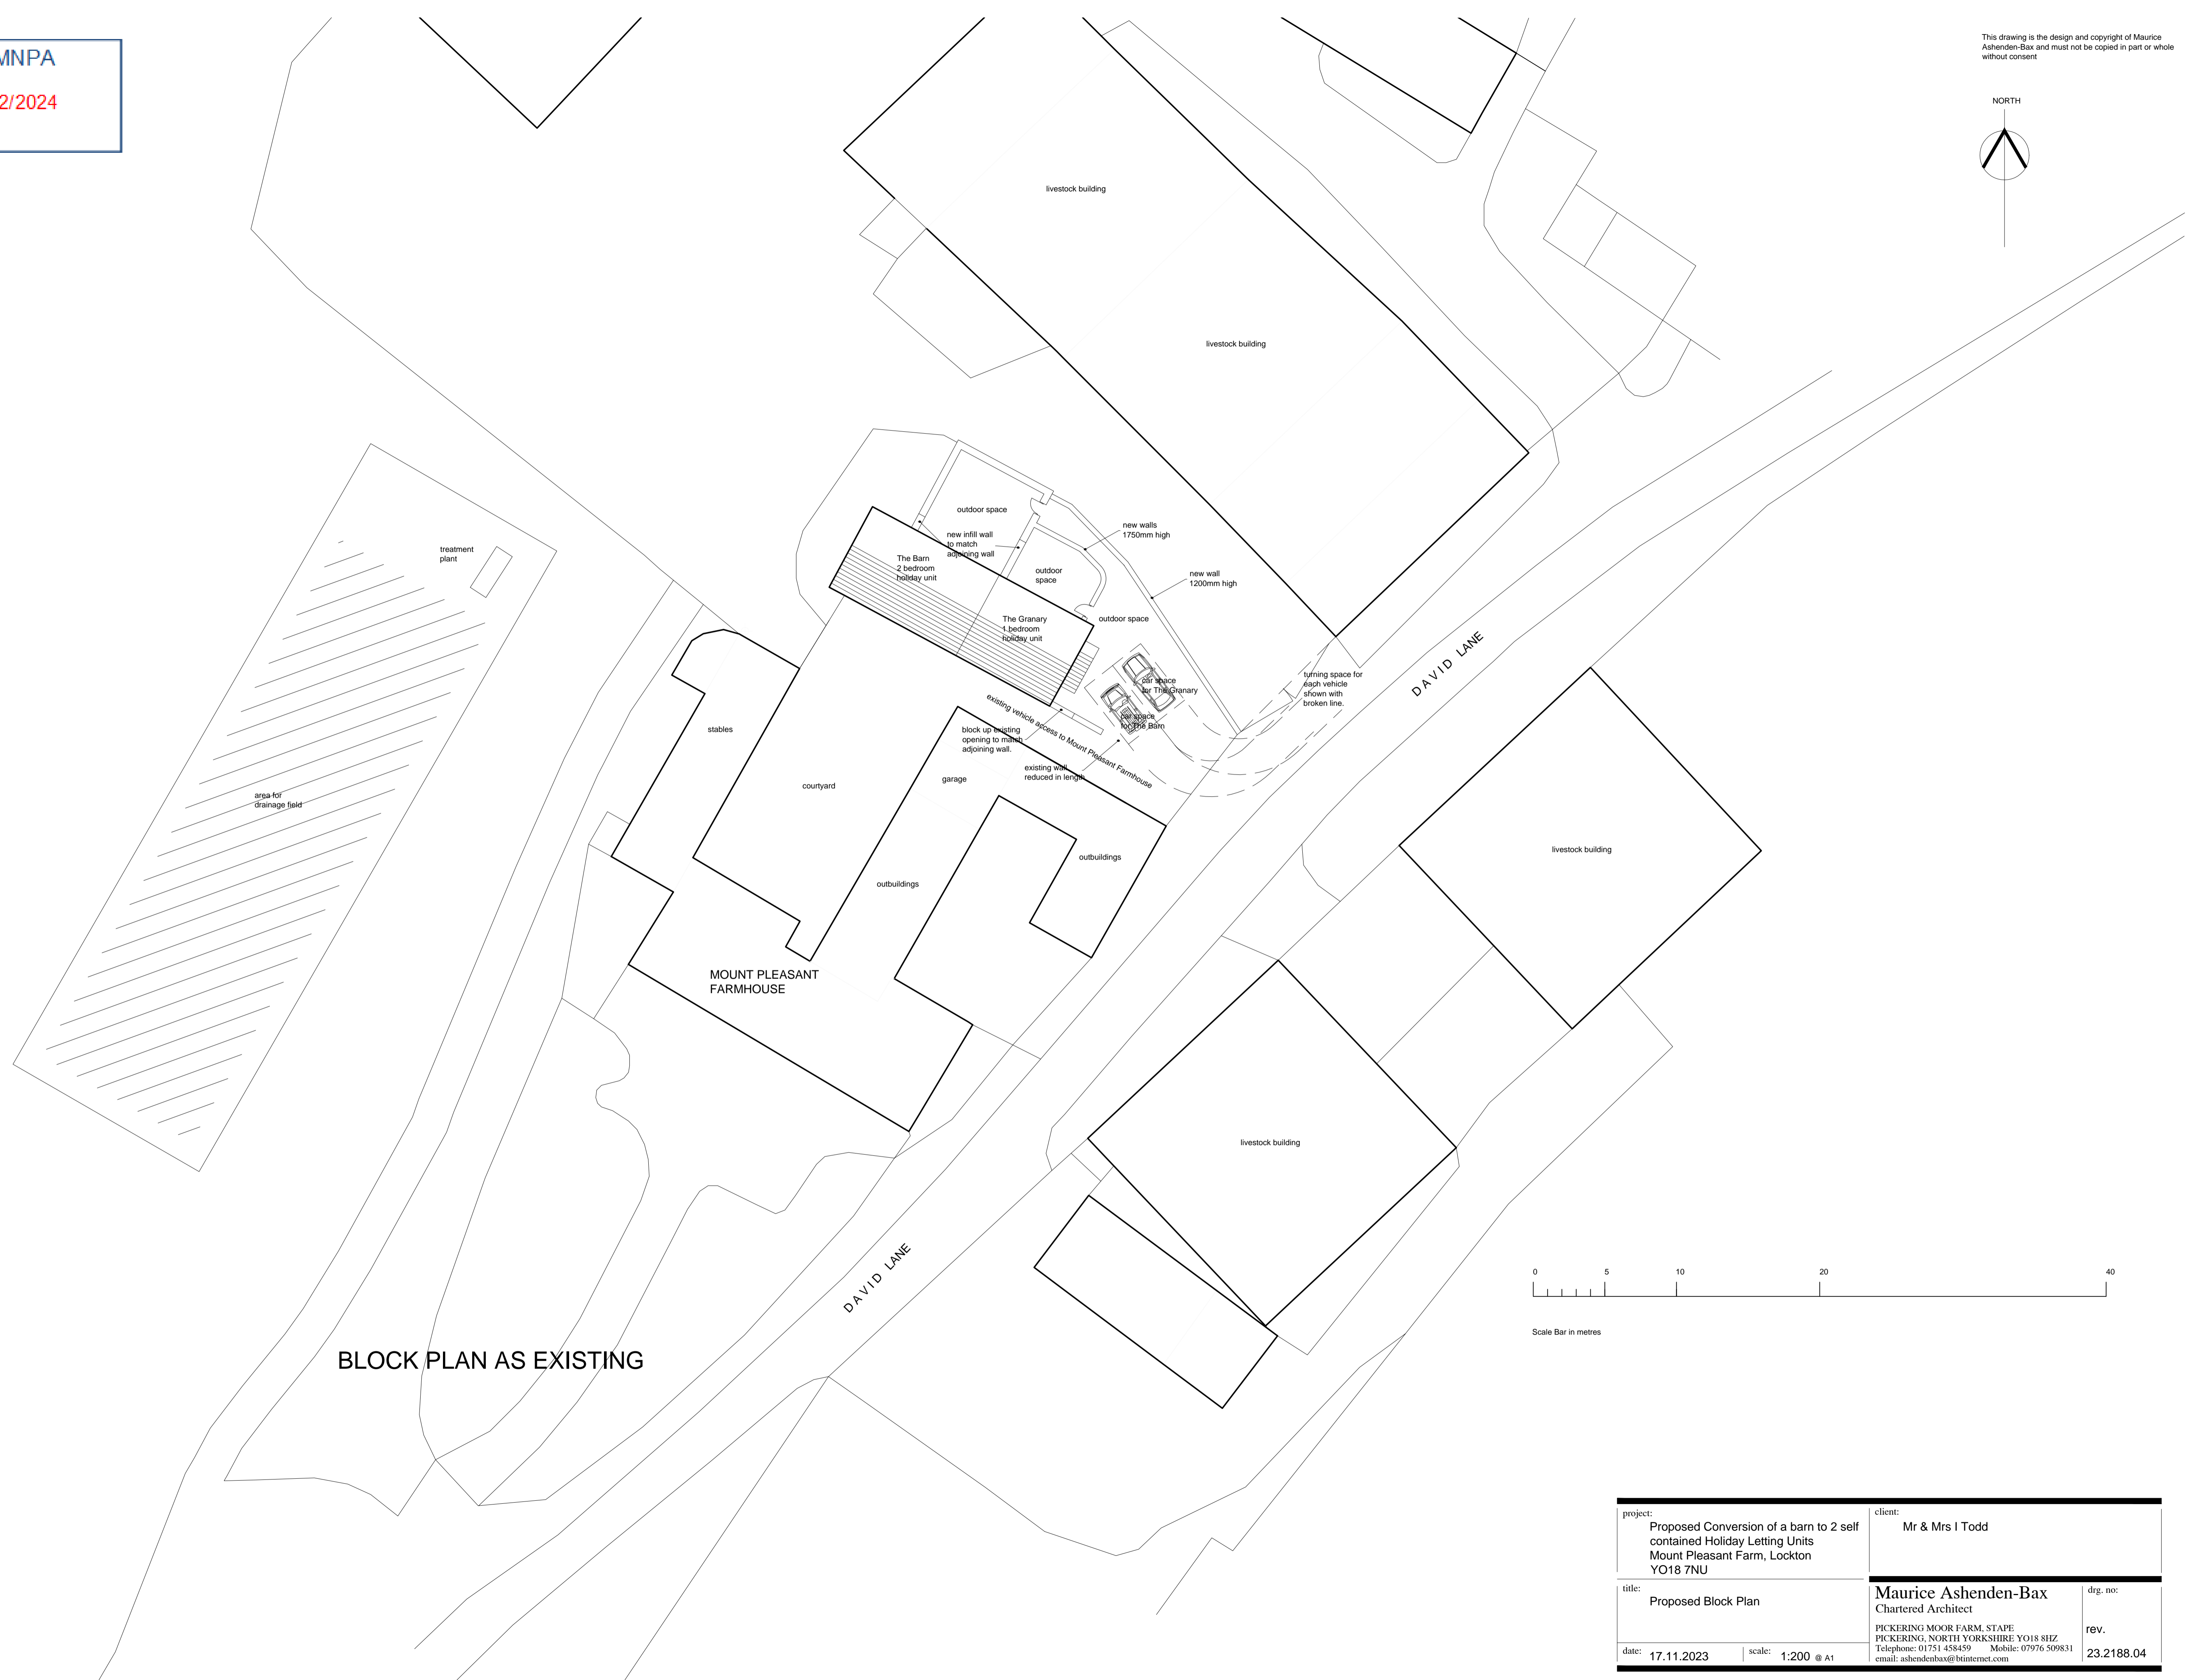 MNPA
2/2024
This drawing is the design and copyright of Maurice
Ashenden-Bax and must not be copied in part or whole
without consent
NORTH
livestock building
livestock building
outdoor space
new walls
1750mm high
new infill wall
to match
adjoining wall
treatment
plant
The Barn
2 bedroom
holiday unit
outdoor
space
new wall
1200mm high
The Granary
1 bedroom
holiday unit
outdoor space
DAVID LANE
car space
for The Granary
turning space for
each vehicle
shown with
broken line.
existing vehicle access to Mount Pleasant Farmhouse
car space
for The Barn
stables
block up existing
opening to match
adjoining wall.
existing wall
reduced in length
garage
courtyard
area for
drainage field
outbuildings
livestock building
outbuildings
MOUNT PLEASANT
FARMHOUSE
livestock building
DAVID LANE
0 5 10 20 40
Scale Bar in metres
BLOCK PLAN AS EXISTING
project:
Proposed Conversion of a barn to 2 self
contained Holiday Letting Units
Mount Pleasant Farm, Lockton
YO18 7NU
client:
Mr & Mrs I Todd
title:
Proposed Block Plan
Maurice Ashenden-Bax
Chartered Architect
PICKERING MOOR FARM, STAPE
PICKERING, NORTH YORKSHIRE YO18 8HZ
Telephone: 01751 458459 Mobile: 07976 509831
email: ashendenbax@btinternet.com
drg. no:
rev.
23.2188.04
date: 17.11.2023
scale: 1:200 @ A1